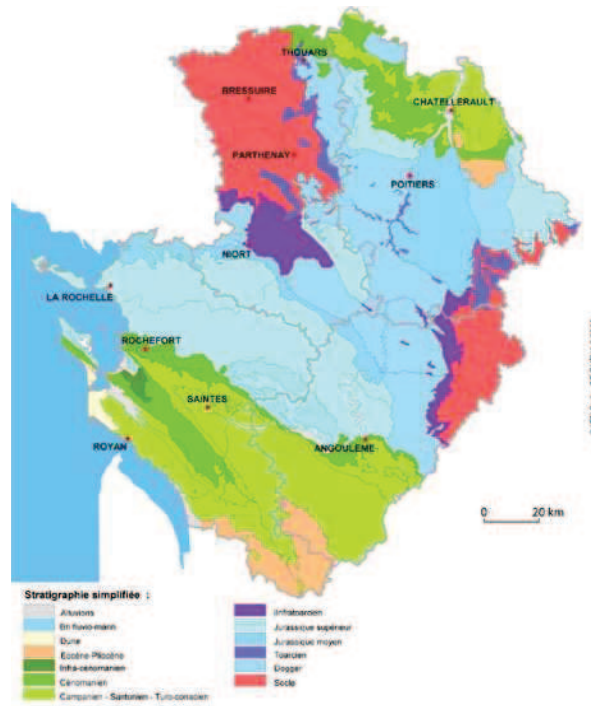 THOUARS
BRESSUIRE
CHATELLERAULT
PARTHENAY
POITIERS
NIORT
LA ROCHELLE
ROCHEFORT
SAINTES
ROYAN
ANGOULEME
0 20 km
Stratigraphie simplifiée :
Alluvions
Bri fluvio-marin
Dune
Eocène-Pliocène
Infra-cénomanien
Cénomanien
Campanien - Santonien - Turo-coniacien
Infratoarcien
Jurassique supérieur
Jurassique moyen
Toarcien
Dogger
Socle